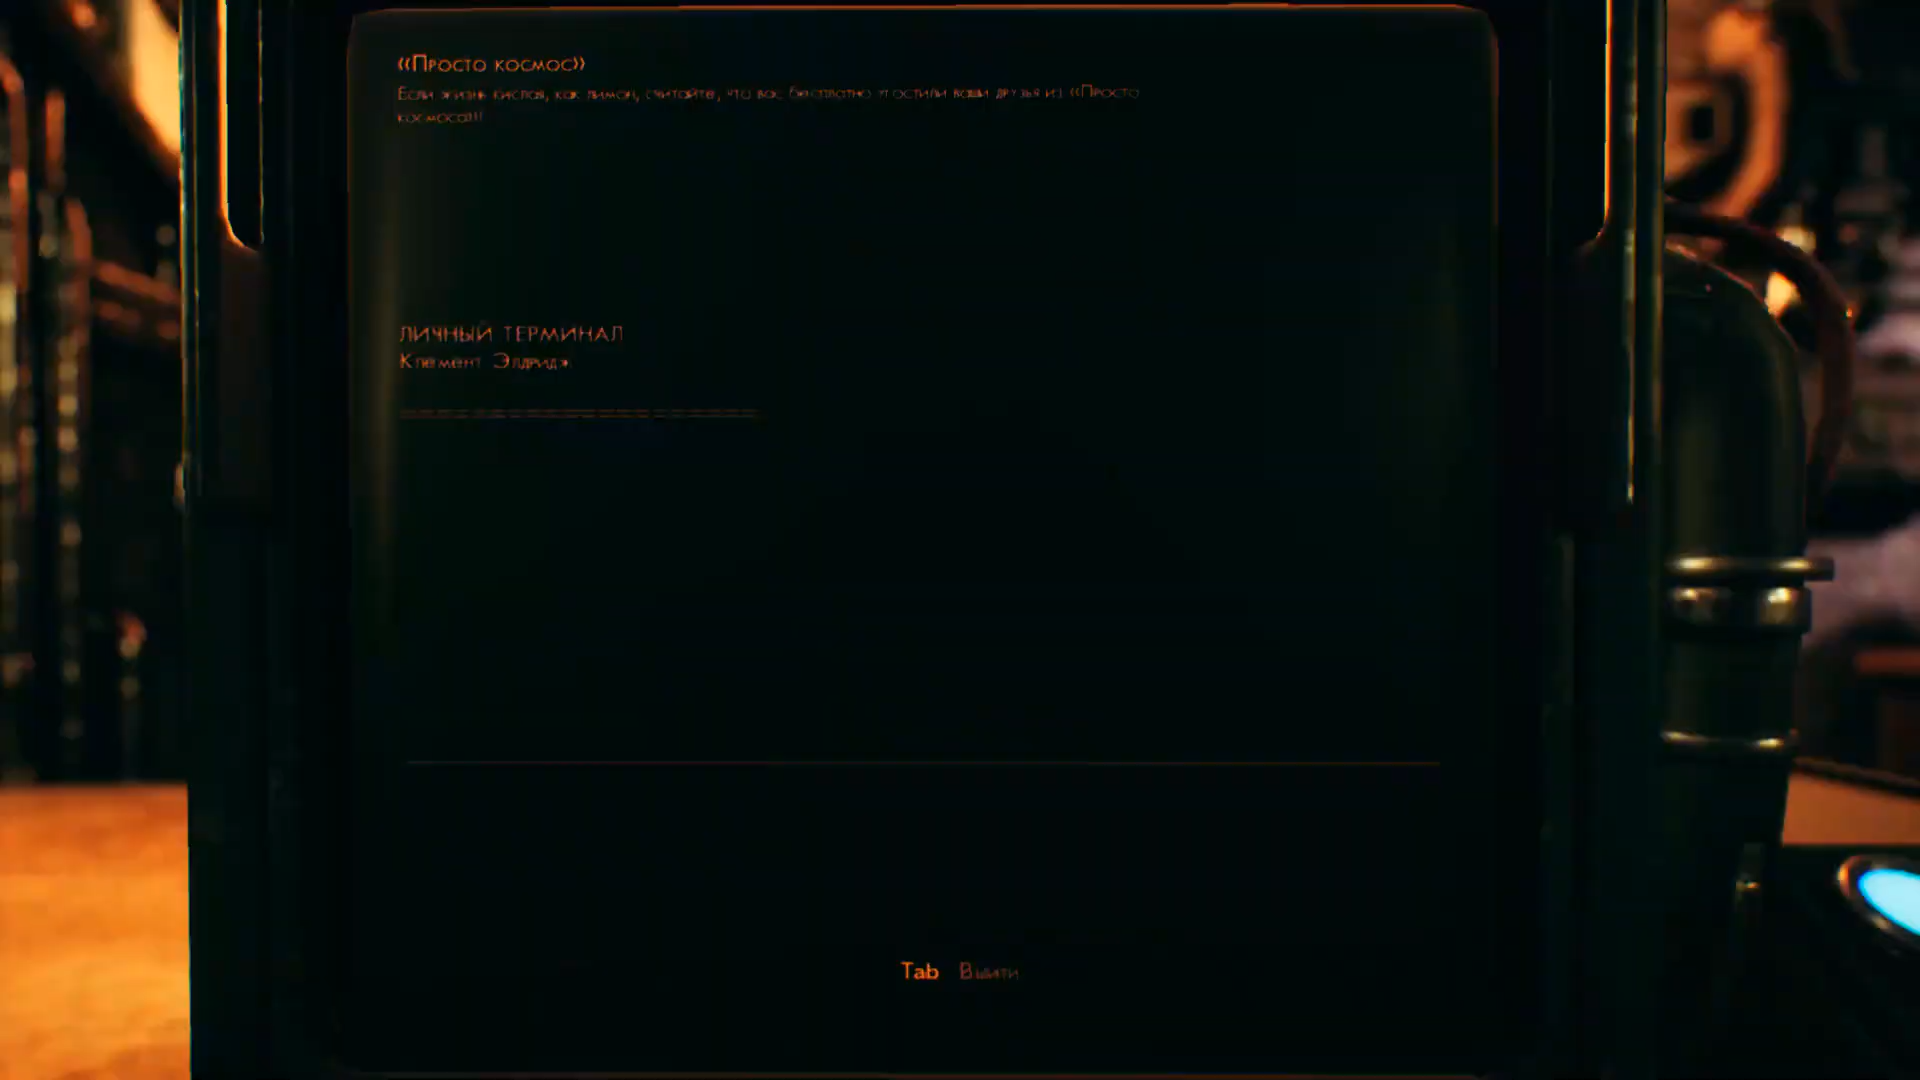 «Просто космос»
Если жизнь кислая, как лимон, считайте, что вас бесплатно угостили ваши друзья из «Просто
космоса»!
ЛИЧНЫЙ ТЕРМИНАЛ
Клемент Элдридж
Tab Выйти